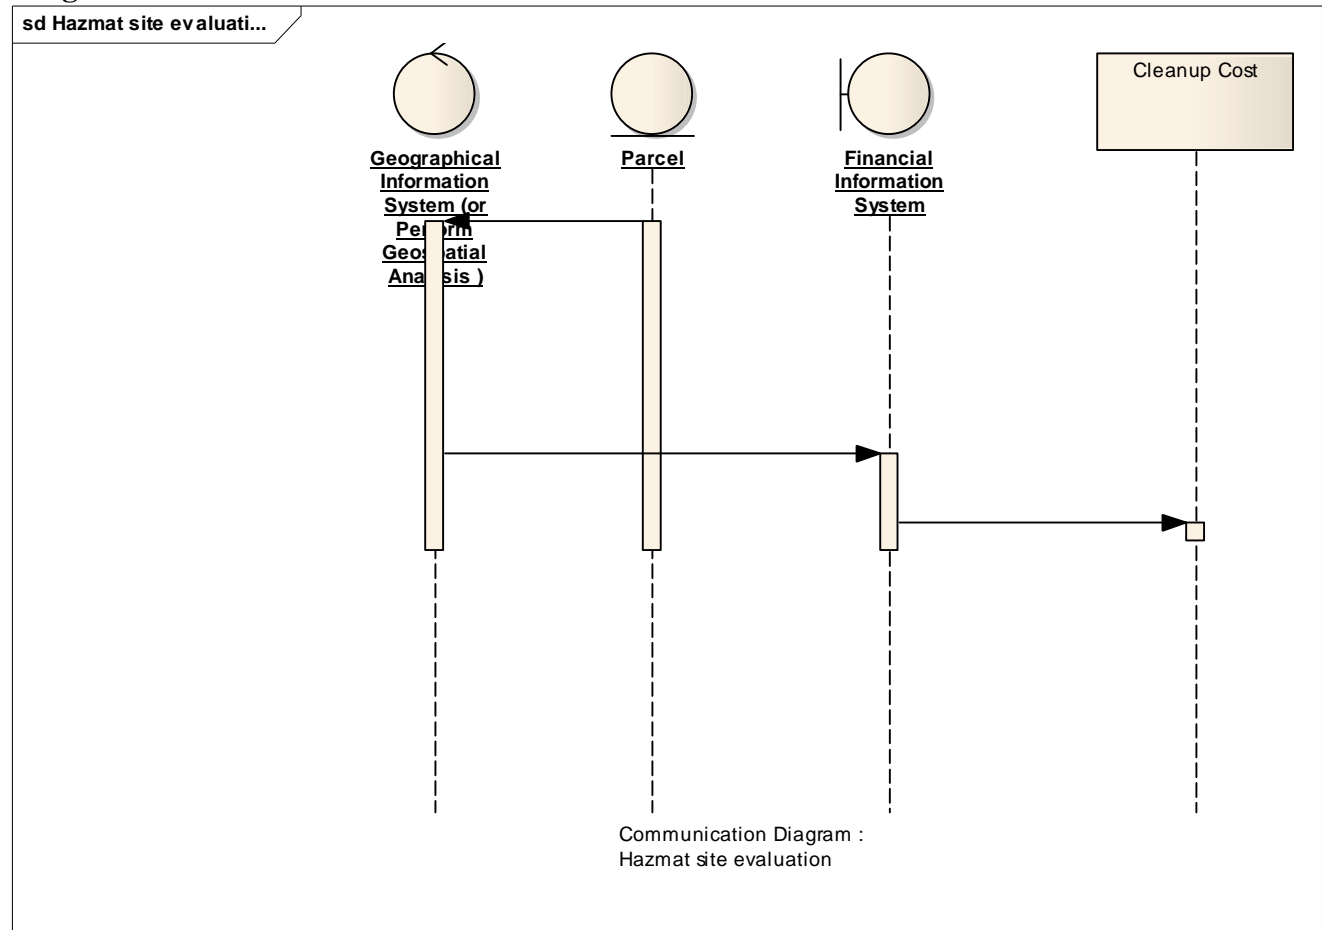 sd Hazmat site evaluati...
Geographical
Information
System (or
Perform
Geospatial
Analysis )
Parcel
Financial
Information
System
Cleanup Cost
Communication Diagram :
Hazmat site evaluation